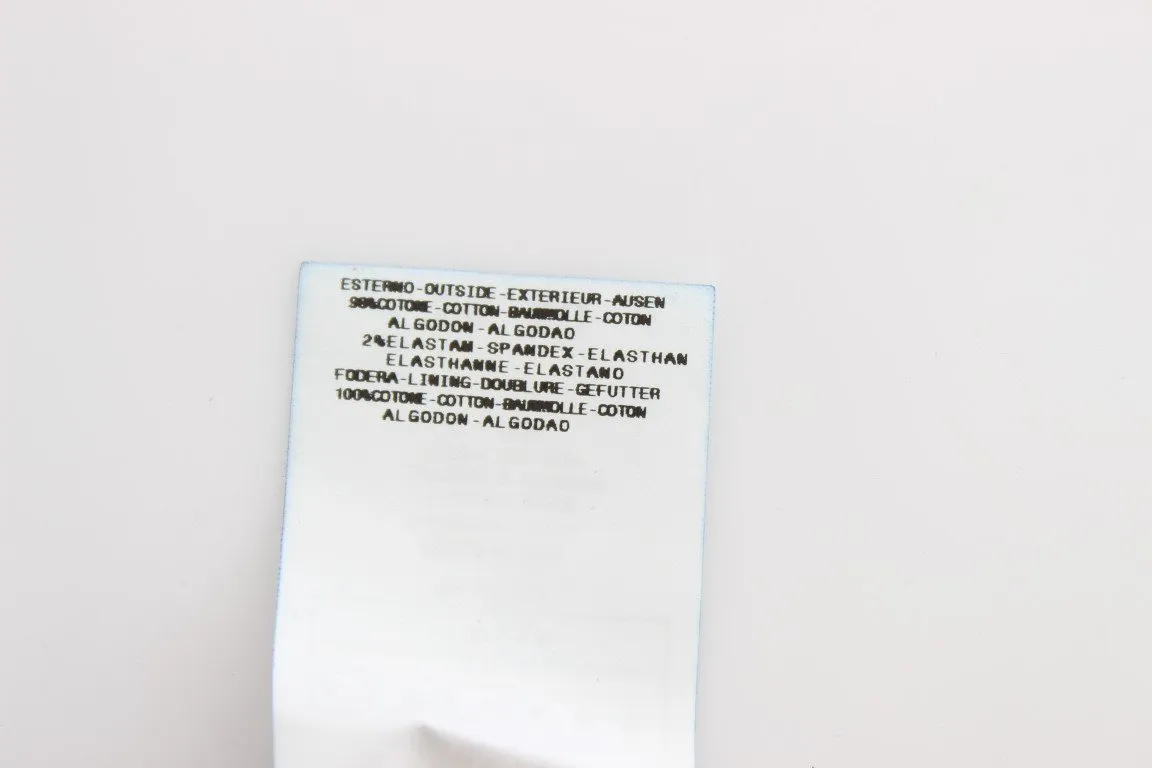 ESTERNO-OUTSIDE-EXTERIEUR-AUSEN
98%COTONE-COTTON-BAUMWOLLE-COTON
ALGODON-ALGODAO
2%ELASTAM-SPANDEX-ELASTHAN
ELASTHANNE-ELASTANO
FODERA-LINING-DOUBLURE-GEFUTTER
100%COTONE-COTTON-BAUMWOLLE-COTON
ALGODON-ALGODAO